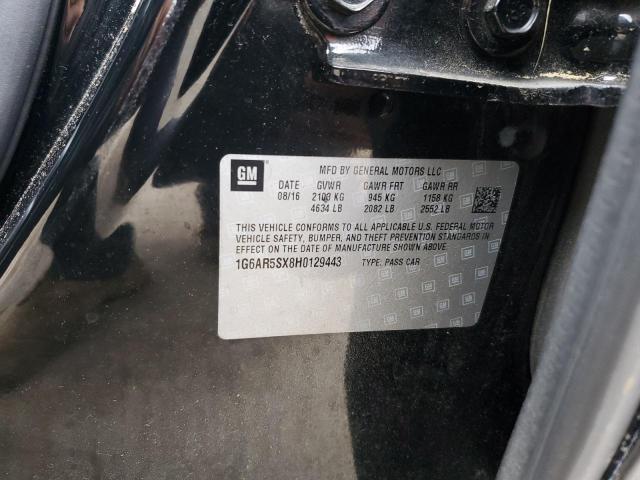 GM
MFD BY GENERAL MOTORS LLC
DATE GVWR GAWR FRT GAWR RR
08/16 2103 KG 945 KG 1158 KG
4634 LB 2082 LB 2552 LB
THIS VEHICLE CONFORMS TO ALL APPLICABLE U.S. FEDERAL MOTOR
VEHICLE SAFETY, BUMPER, AND THEFT PREVENTION STANDARDS IN
EFFECT ON THE DATE OF MANUFACTURE SHOWN ABOVE.
1G6AR5SX8H0129443 TYPE: PASS CAR